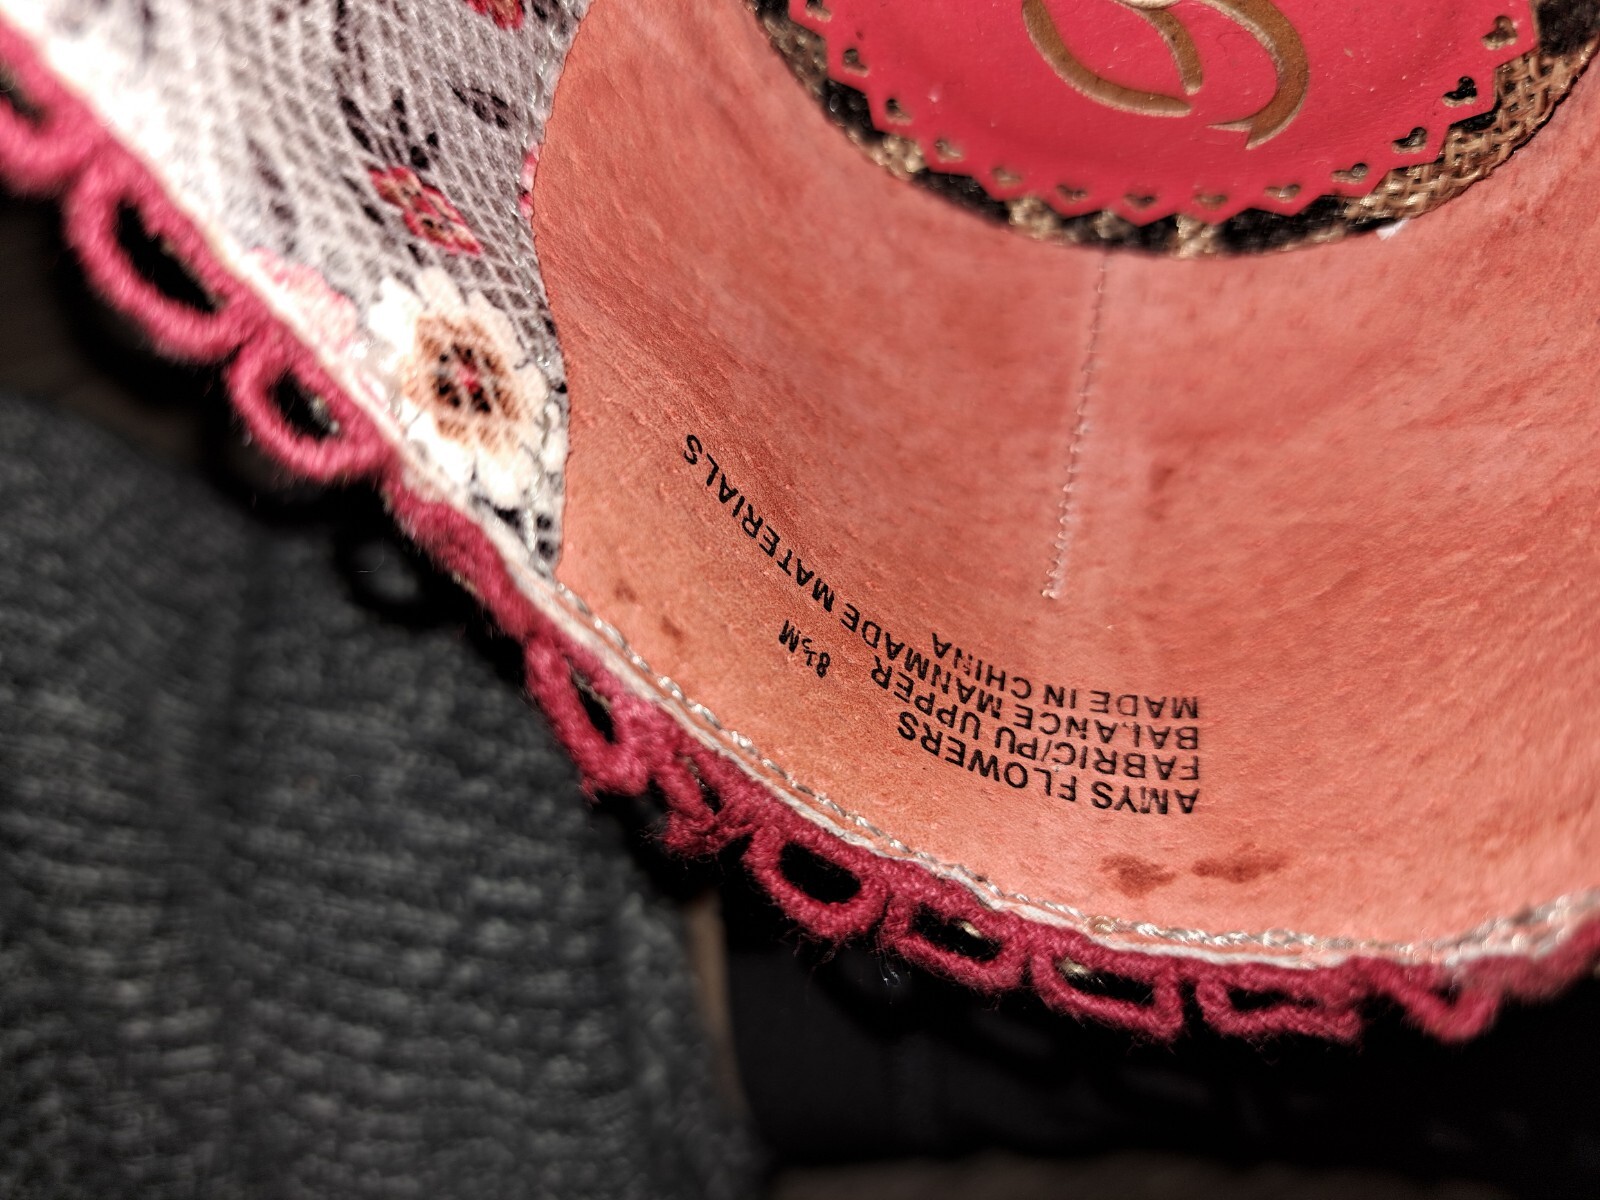 AMYS FLOWERS
FABRIC/PU UPPER
BALANCE MANMADE MATERIALS
MADE IN CHINA
8½M